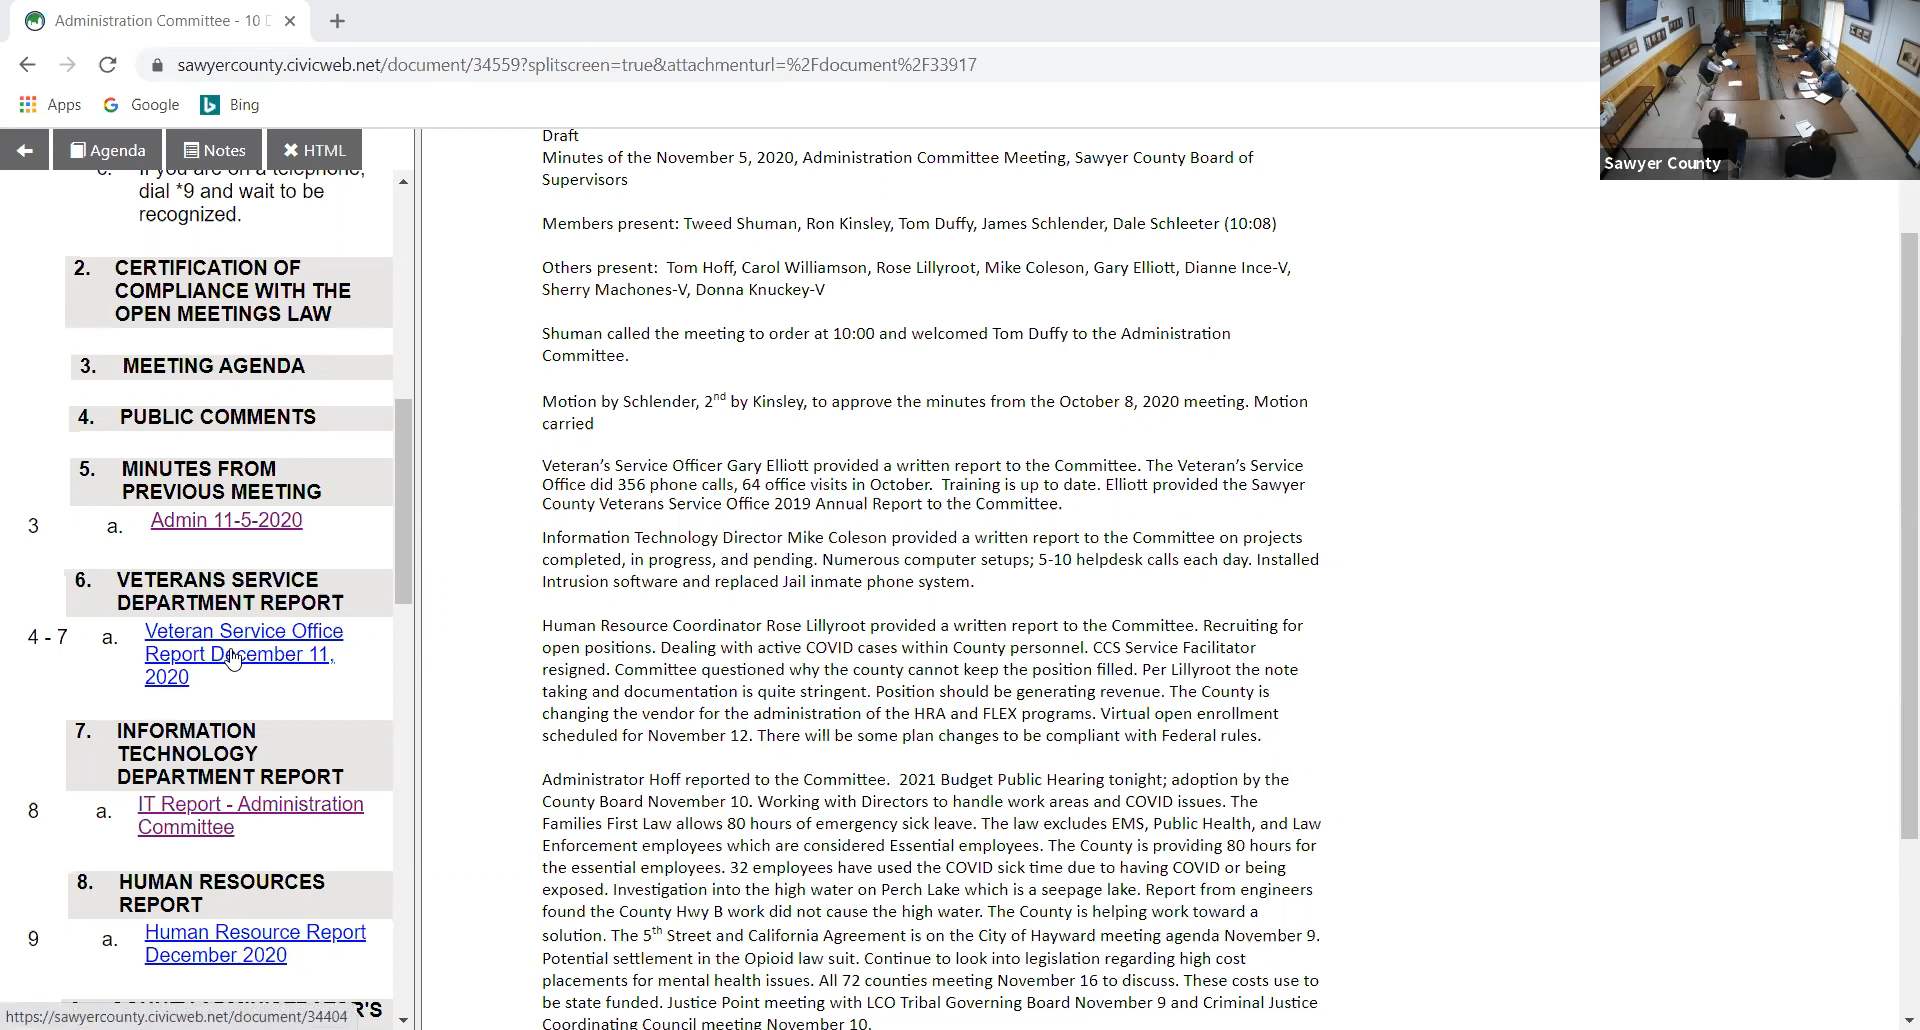 Administration Committee - 10 D
sawyercounty.civicweb.net/document/34559?splitscreen=true&attachmenturl=%2Fdocument%2F33917
Apps Google Bing
Agenda Notes HTML
c. If you are on a telephone,
dial *9 and wait to be
recognized.
2. CERTIFICATION OF
COMPLIANCE WITH THE
OPEN MEETINGS LAW
3. MEETING AGENDA
4. PUBLIC COMMENTS
5. MINUTES FROM
PREVIOUS MEETING
3 a. Admin 11-5-2020
6. VETERANS SERVICE
DEPARTMENT REPORT
4 - 7 a. Veteran Service Office
Report December 11,
2020
7. INFORMATION
TECHNOLOGY
DEPARTMENT REPORT
8 a. IT Report - Administration
Committee
8. HUMAN RESOURCES
REPORT
9 a. Human Resource Report
December 2020
https://sawyercounty.civicweb.net/document/34404
Draft
Minutes of the November 5, 2020, Administration Committee Meeting, Sawyer County Board of
Supervisors
Members present: Tweed Shuman, Ron Kinsley, Tom Duffy, James Schlender, Dale Schleeter (10:08)
Others present:  Tom Hoff, Carol Williamson, Rose Lillyroot, Mike Coleson, Gary Elliott, Dianne Ince-V,
Sherry Machones-V, Donna Knuckey-V
Shuman called the meeting to order at 10:00 and welcomed Tom Duffy to the Administration
Committee.
Motion by Schlender, 2nd by Kinsley, to approve the minutes from the October 8, 2020 meeting. Motion
carried
Veteran's Service Officer Gary Elliott provided a written report to the Committee. The Veteran's Service
Office did 356 phone calls, 64 office visits in October.  Training is up to date. Elliott provided the Sawyer
County Veterans Service Office 2019 Annual Report to the Committee.
Information Technology Director Mike Coleson provided a written report to the Committee on projects
completed, in progress, and pending. Numerous computer setups; 5-10 helpdesk calls each day. Installed
Intrusion software and replaced Jail inmate phone system.
Human Resource Coordinator Rose Lillyroot provided a written report to the Committee. Recruiting for
open positions. Dealing with active COVID cases within County personnel. CCS Service Facilitator
resigned. Committee questioned why the county cannot keep the position filled. Per Lillyroot the note
taking and documentation is quite stringent. Position should be generating revenue. The County is
changing the vendor for the administration of the HRA and FLEX programs. Virtual open enrollment
scheduled for November 12. There will be some plan changes to be compliant with Federal rules.
Administrator Hoff reported to the Committee.  2021 Budget Public Hearing tonight; adoption by the
County Board November 10. Working with Directors to handle work areas and COVID issues. The
Families First Law allows 80 hours of emergency sick leave. The law excludes EMS, Public Health, and Law
Enforcement employees which are considered Essential employees. The County is providing 80 hours for
the essential employees. 32 employees have used the COVID sick time due to having COVID or being
exposed. Investigation into the high water on Perch Lake which is a seepage lake. Report from engineers
found the County Hwy B work did not cause the high water. The County is helping work toward a
solution. The 5th Street and California Agreement is on the City of Hayward meeting agenda November 9.
Potential settlement in the Opioid law suit. Continue to look into legislation regarding high cost
placements for mental health issues. All 72 counties meeting November 16 to discuss. These costs use to
be state funded. Justice Point meeting with LCO Tribal Governing Board November 9 and Criminal Justice
Coordinating Council meeting November 10.
Sawyer County